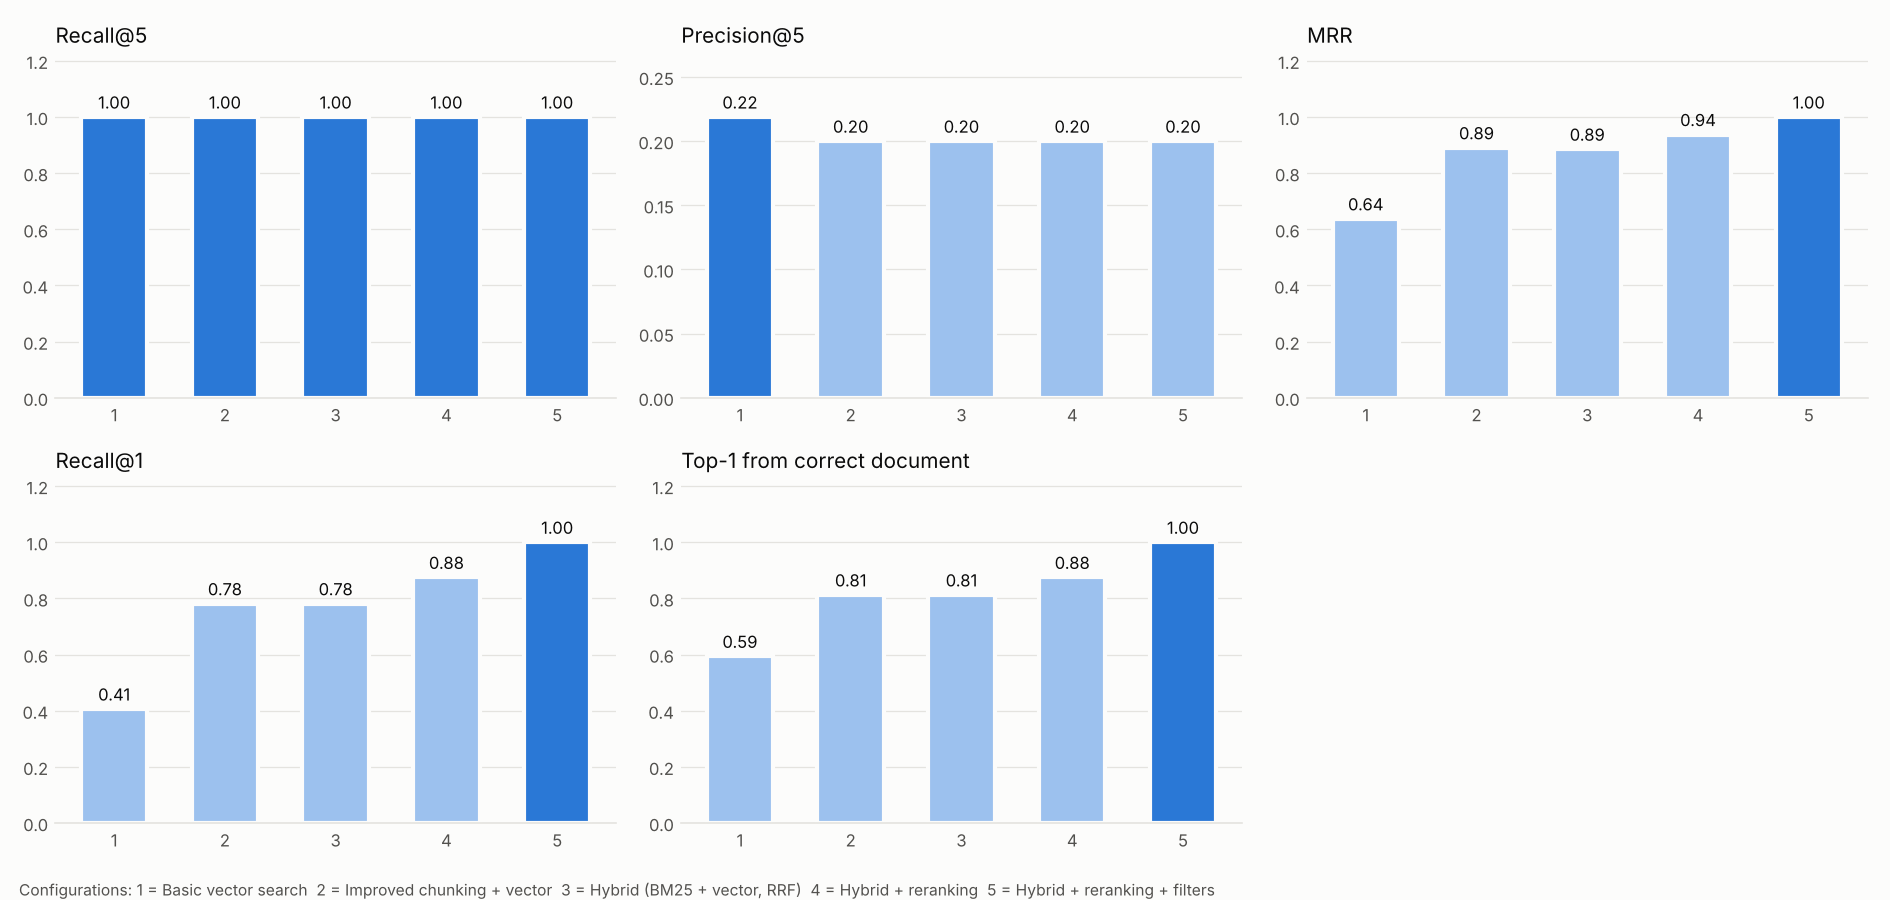 Recall@5
1.2
1.0
0.8
0.6
0.4
0.2
0.0
1.00 1.00 1.00 1.00 1.00
1 2 3 4 5
Precision@5
0.25
0.20
0.15
0.10
0.05
0.00
0.22 0.20 0.20 0.20 0.20
1 2 3 4 5
MRR
1.2
1.0
0.8
0.6
0.4
0.2
0.0
0.64 0.89 0.89 0.94 1.00
1 2 3 4 5
Recall@1
1.2
1.0
0.8
0.6
0.4
0.2
0.0
0.41 0.78 0.78 0.88 1.00
1 2 3 4 5
Top-1 from correct document
1.2
1.0
0.8
0.6
0.4
0.2
0.0
0.59 0.81 0.81 0.88 1.00
1 2 3 4 5
Configurations: 1 = Basic vector search 2 = Improved chunking + vector 3 = Hybrid (BM25 + vector, RRF) 4 = Hybrid + reranking 5 = Hybrid + reranking + filters